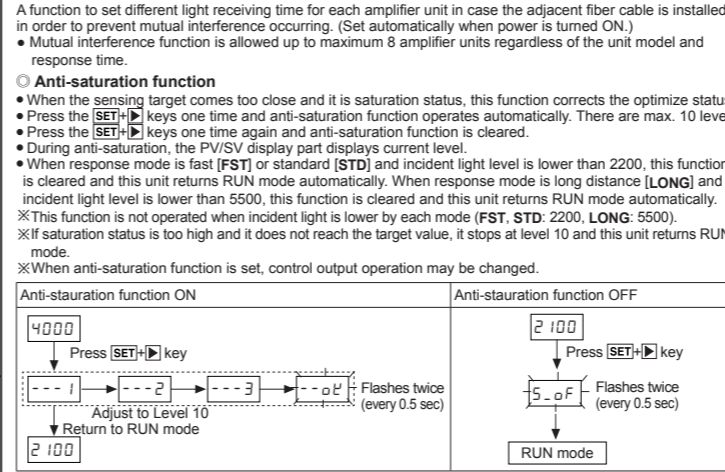 A function to set different light receiving time for each amplifier unit in case the adjacent fiber cable is installed
in order to prevent mutual interference occurring. (Set automatically when power is turned ON.)
● Mutual interference function is allowed up to maximum 8 amplifier units regardless of the unit model and
response time.
◎ Anti-saturation function
● When the sensing target comes too close and it is saturation status, this function corrects the optimize statu
● Press the SET+▶ keys one time and anti-saturation function operates automatically. There are max. 10 leve
● Press the SET+▶ keys one time again and anti-saturation function is cleared.
● During anti-saturation, the PV/SV display part displays current level.
● When response mode is fast [FST] or standard [STD] and incident light level is lower than 2200, this function
is cleared and this unit returns RUN mode automatically. When response mode is long distance [LONG] and
incident light level is lower than 5500, this function is cleared and this unit returns RUN mode automatically.
※This function is not operated when incident light is lower by each mode (FST, STD: 2200, LONG: 5500).
※If saturation status is too high and it does not reach the target value, it stops at level 10 and this unit returns RUN
mode.
※When anti-saturation function is set, control output operation may be changed.
Anti-stauration function ON
4000
Press SET+▶ key
- - - 1 - - - 2 - - - 3 - - oK Flashes twice
(every 0.5 sec)
Adjust to Level 10
Return to RUN mode
2100
Anti-stauration function OFF
2100
Press SET+▶ key
S_oF Flashes twice
(every 0.5 sec)
RUN mode